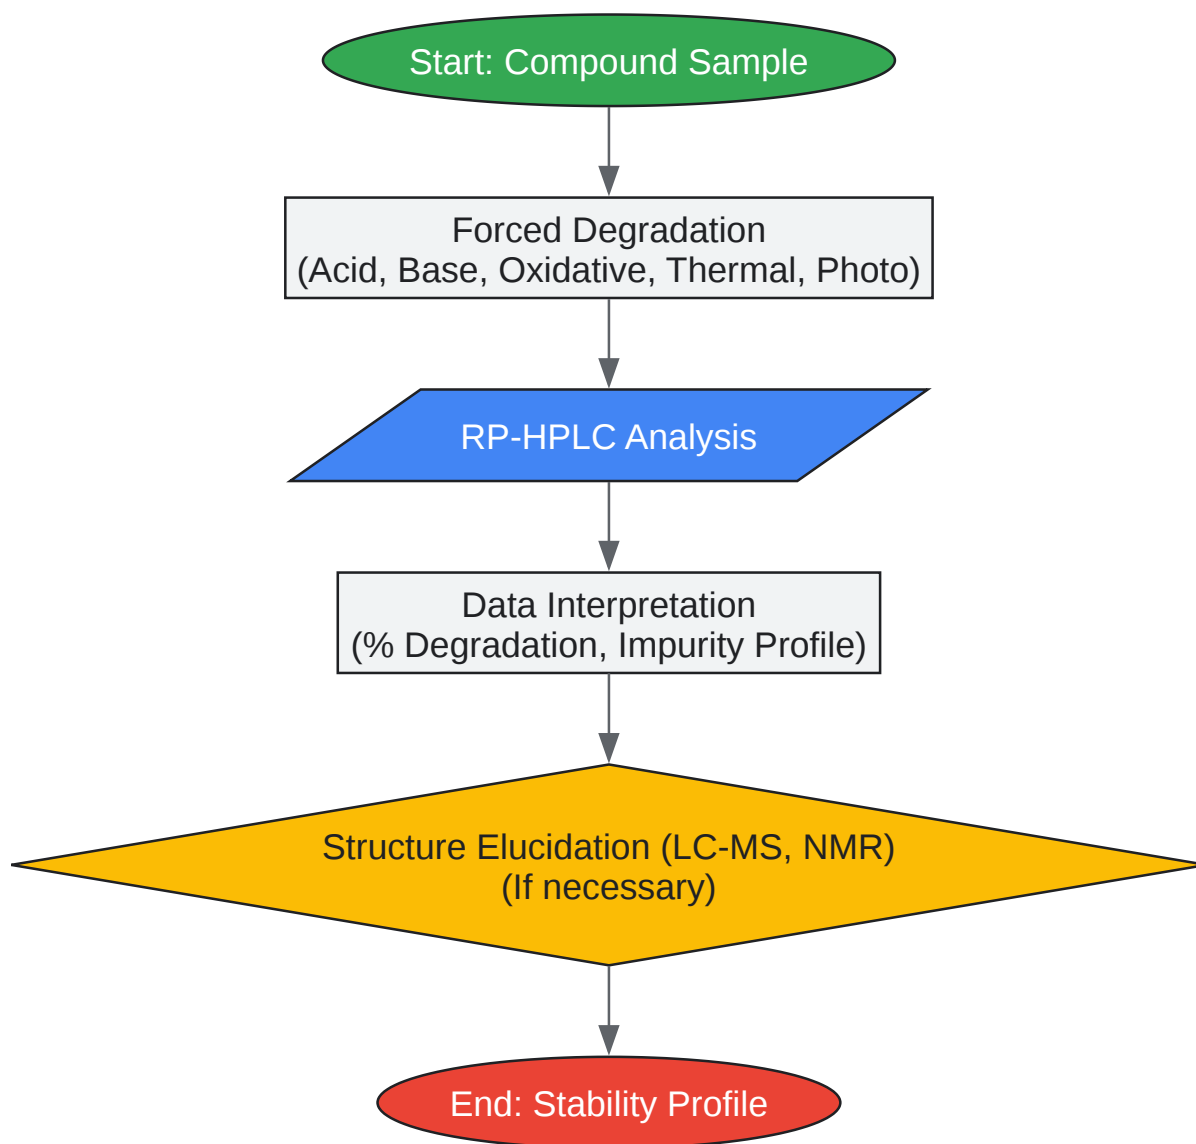 Start: Compound Sample
Forced Degradation
(Acid, Base, Oxidative, Thermal, Photo)
RP-HPLC Analysis
Data Interpretation
(% Degradation, Impurity Profile)
Structure Elucidation (LC-MS, NMR)
(If necessary)
End: Stability Profile